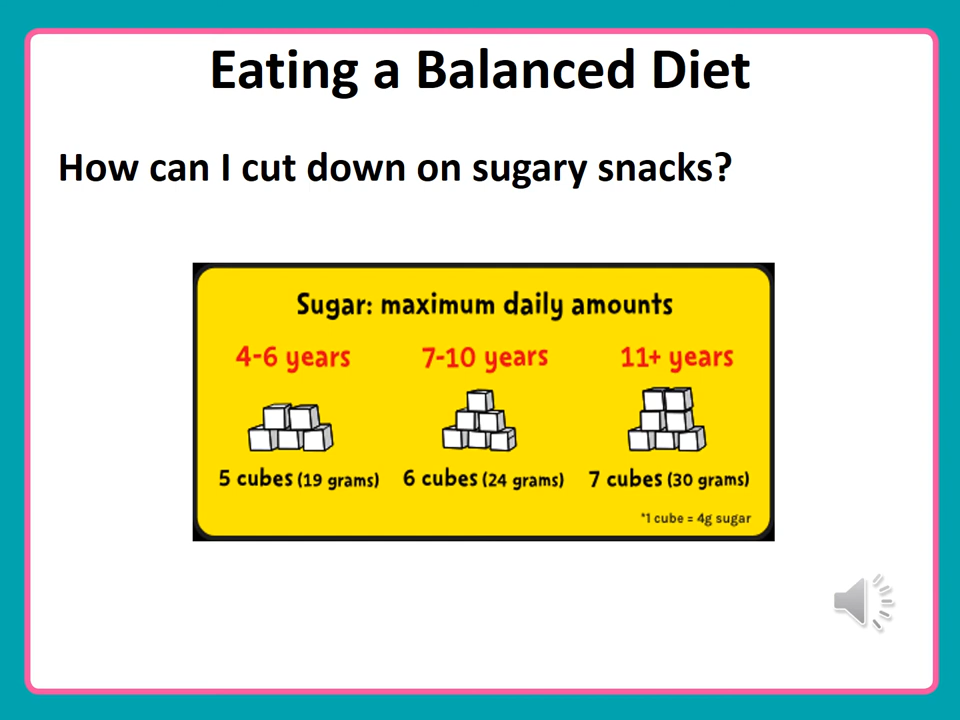 Eating a Balanced Diet
How can I cut down on sugary snacks?
Sugar: maximum daily amounts
4-6 years 7-10 years 11+ years
5 cubes (19 grams) 6 cubes (24 grams) 7 cubes (30 grams)
*1 cube = 4g sugar